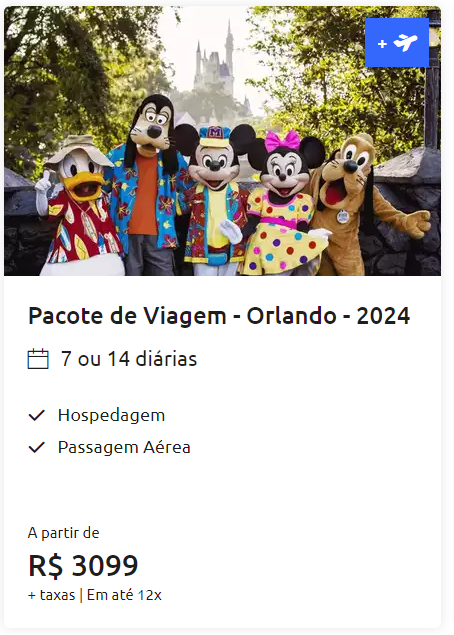 +
Pacote de Viagem - Orlando - 2024
7 ou 14 diárias
Hospedagem
Passagem Aérea
A partir de
R$ 3099
+ taxas | Em até 12x